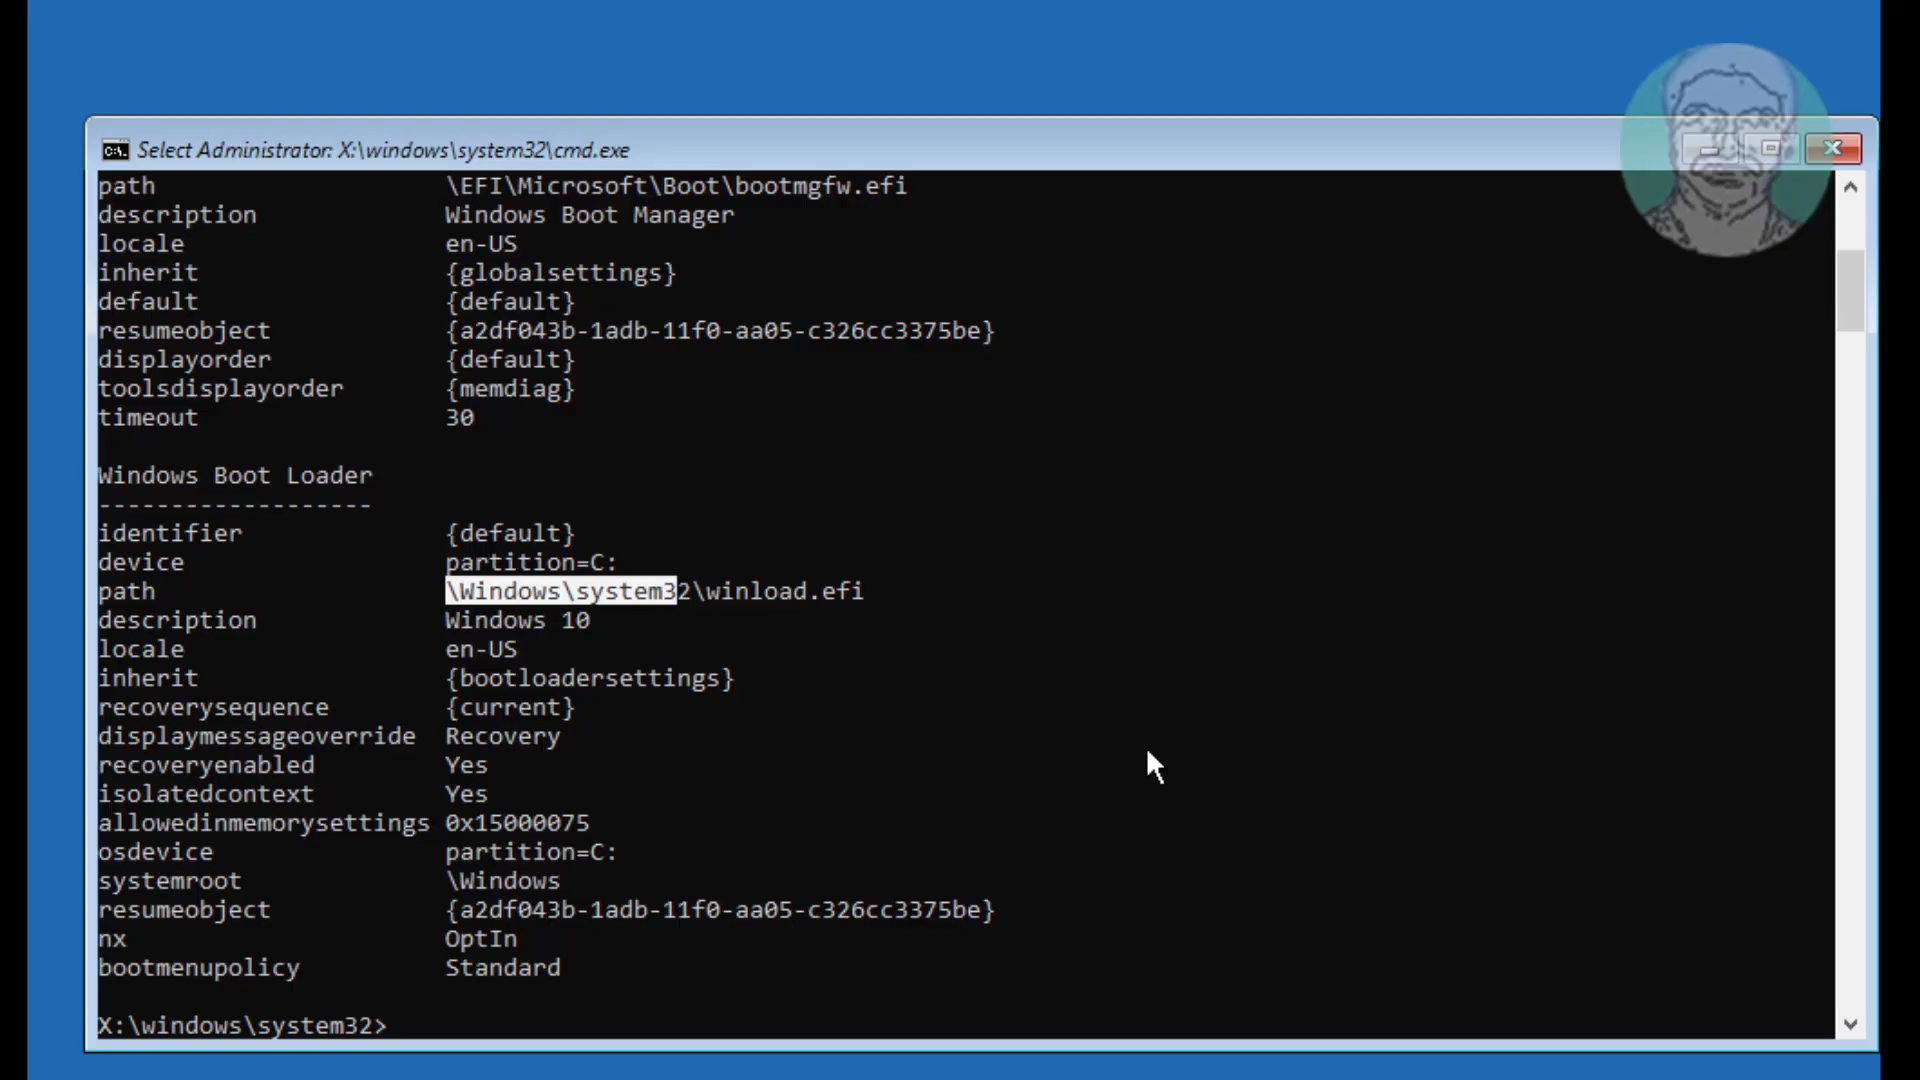 Select Administrator: X:\windows\system32\cmd.exe
path \EFI\Microsoft\Boot\bootmgfw.efi
description Windows Boot Manager
locale en-US
inherit {globalsettings}
default {default}
resumeobject {a2df043b-1adb-11f0-aa05-c326cc3375be}
displayorder {default}
toolsdisplayorder {memdiag}
timeout 30
Windows Boot Loader
-------------------
identifier {default}
device partition=C:
path \Windows\system32\winload.efi
description Windows 10
locale en-US
inherit {bootloadersettings}
recoverysequence {current}
displaymessageoverride Recovery
recoveryenabled Yes
isolatedcontext Yes
allowedinmemorysettings 0x15000075
osdevice partition=C:
systemroot \Windows
resumeobject {a2df043b-1adb-11f0-aa05-c326cc3375be}
nx OptIn
bootmenupolicy Standard
X:\windows\system32>